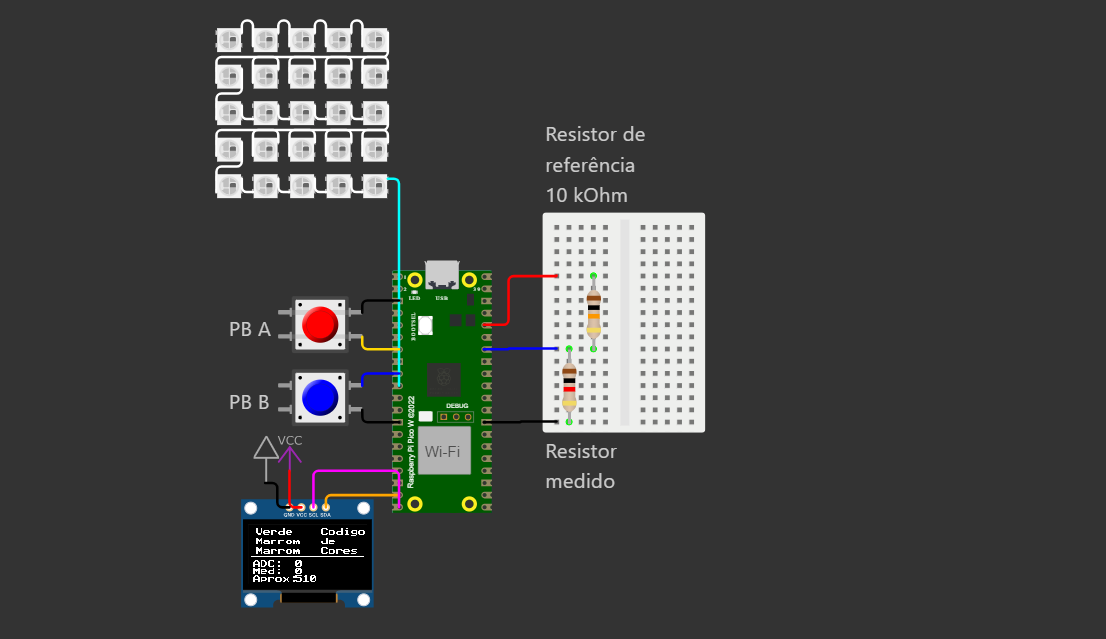 Resistor de
referência
10 kOhm
LED
USB
BOOTSEL
PB A
DEBUG
PB B
Raspberry Pi Pico W ©2022
Wi-Fi
VCC
Resistor
medido
GND VCC SCL SDA
Verde Codigo
Marrom de
Marrom Cores
ADC: 0
Med: 0
Aprox:510